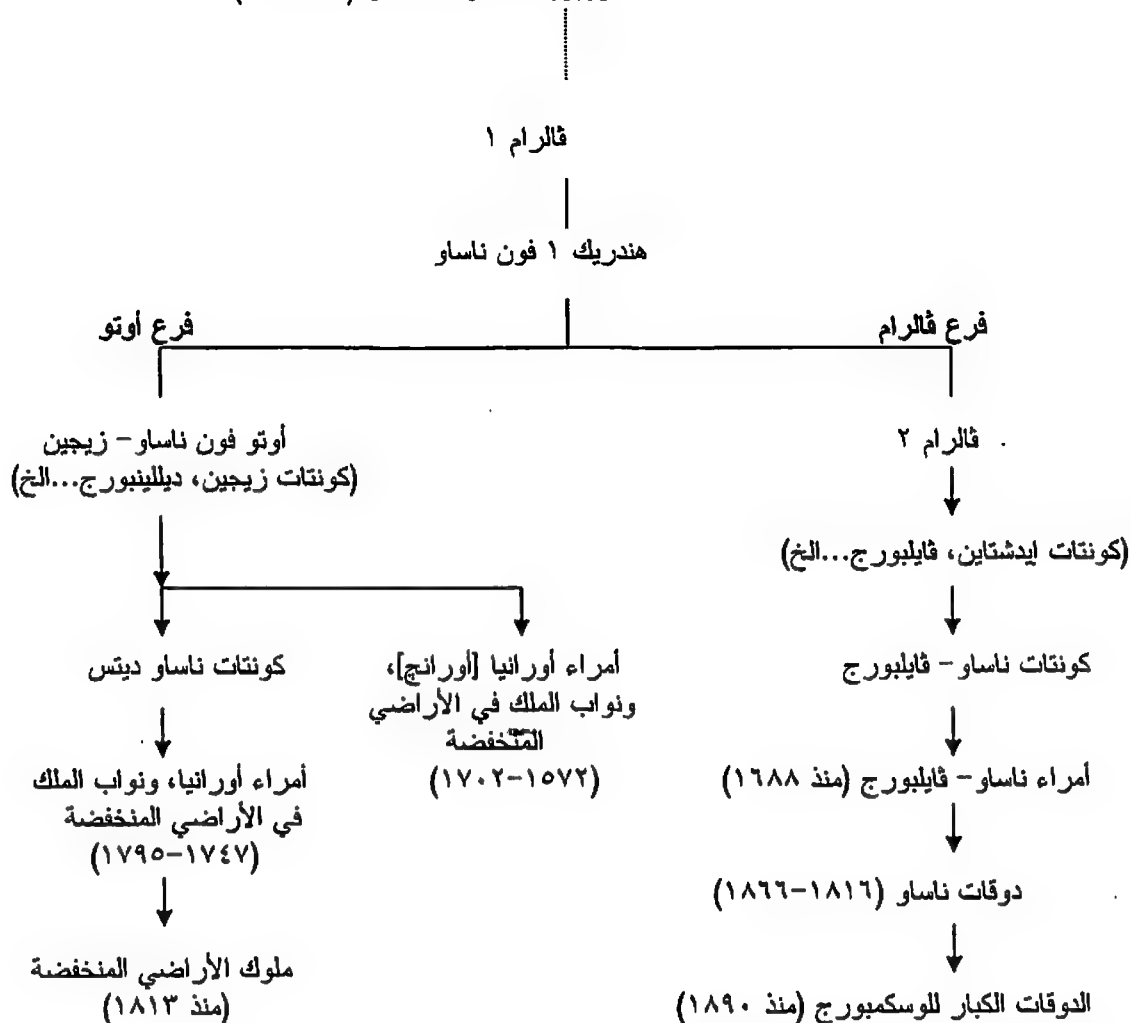 ڤالرام ١
هندريك ١ فون ناساو
فرع ڤالرام
فرع أوتو
ڤالرام ٢
(كونتات ايدشتاين، ڤايلبورج...الخ)
كونتات ناساو - ڤايلبورج
أمراء ناساو - ڤايلبورج (منذ ١٦٨٨)
دوقات ناساو (١٨١٦-١٨٦٦)
الدوقات الكبار للوسكمبورج (منذ ١٨٩٠)
أوتو فون ناساو - زيجين
(كونتات زيجين، ديللينبورج...الخ)
أمراء أورانيا [أورانچ]،
ونواب الملك في الأراضي
المنخفضة
(١٥٧٢-١٧٠٢)
كونتات ناساو ديتس
أمراء أورانيا، ونواب الملك
في الأراضي المنخفضة
(١٧٤٧-١٧٩٥)
ملوك الأراضي المنخفضة
(منذ ١٨١٣)